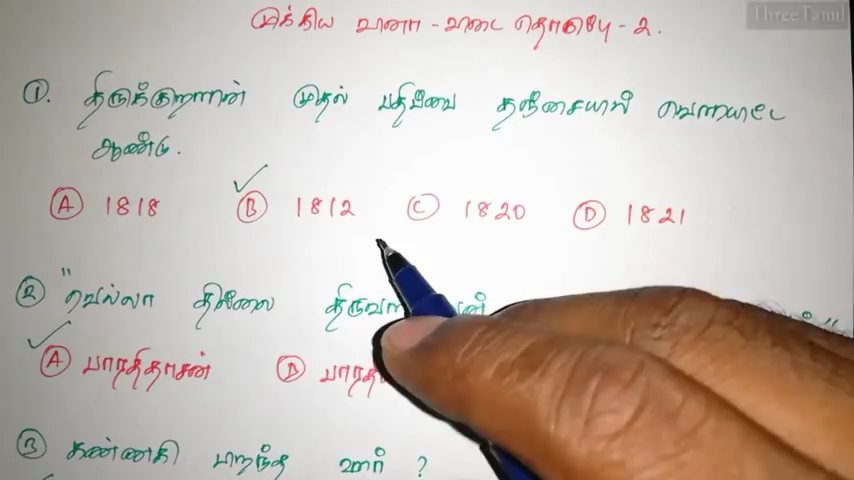 ThreeTamil
முக்கிய வினா - விடை தொகுப்பு - 2.
1. திருக்குறளின் முதல் பதிப்பை தஞ்சையில் வெளியிட்ட
ஆண்டு.
A 1818 B 1812 C 1820 D 1821
2 "வெல்லா தில்லை
A பாரதிதாசன் B
3 கண்ணகி பிறந்த ஊர் ?